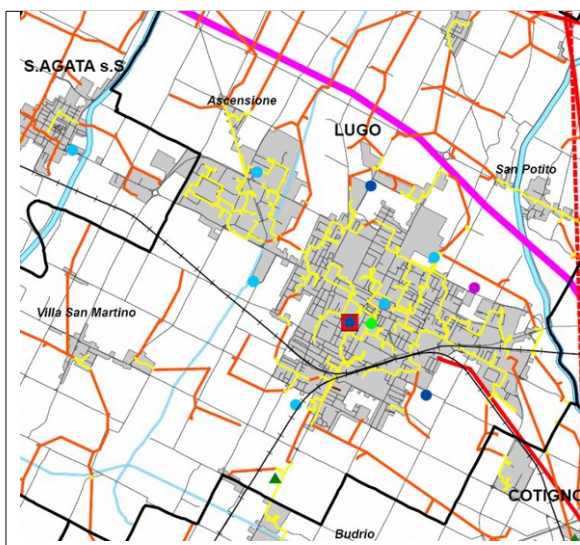 S.AGATA s.S
Ascensione
LUGO
San Potito
Villa San Martino
COTIGNO
Budrio